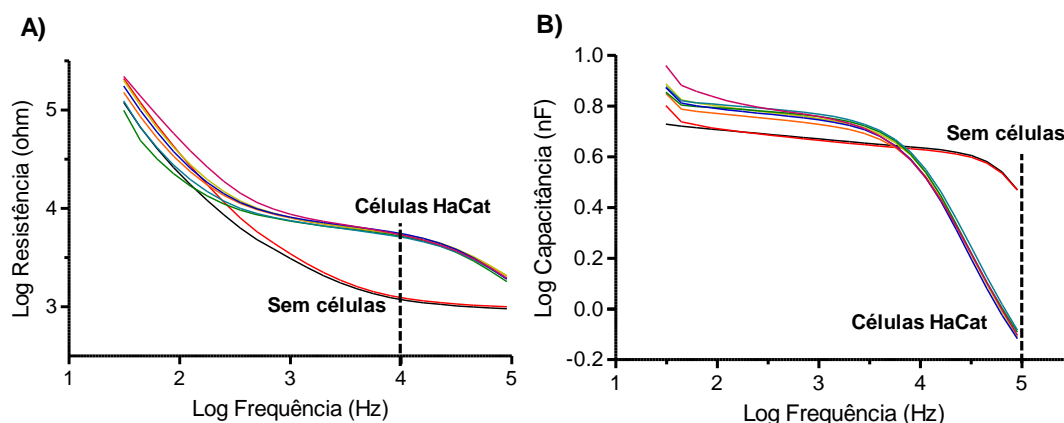 A)
Log Resistência (ohm)
5
4
3
Células HaCat
Sem células
1 2 3 4 5
Log Frequência (Hz)
B)
Log Capacitância (nF)
1.0
0.8
0.6
0.4
0.2
0.0
-0.2
Sem células
Células HaCat
1 2 3 4 5
Log Frequência (Hz)